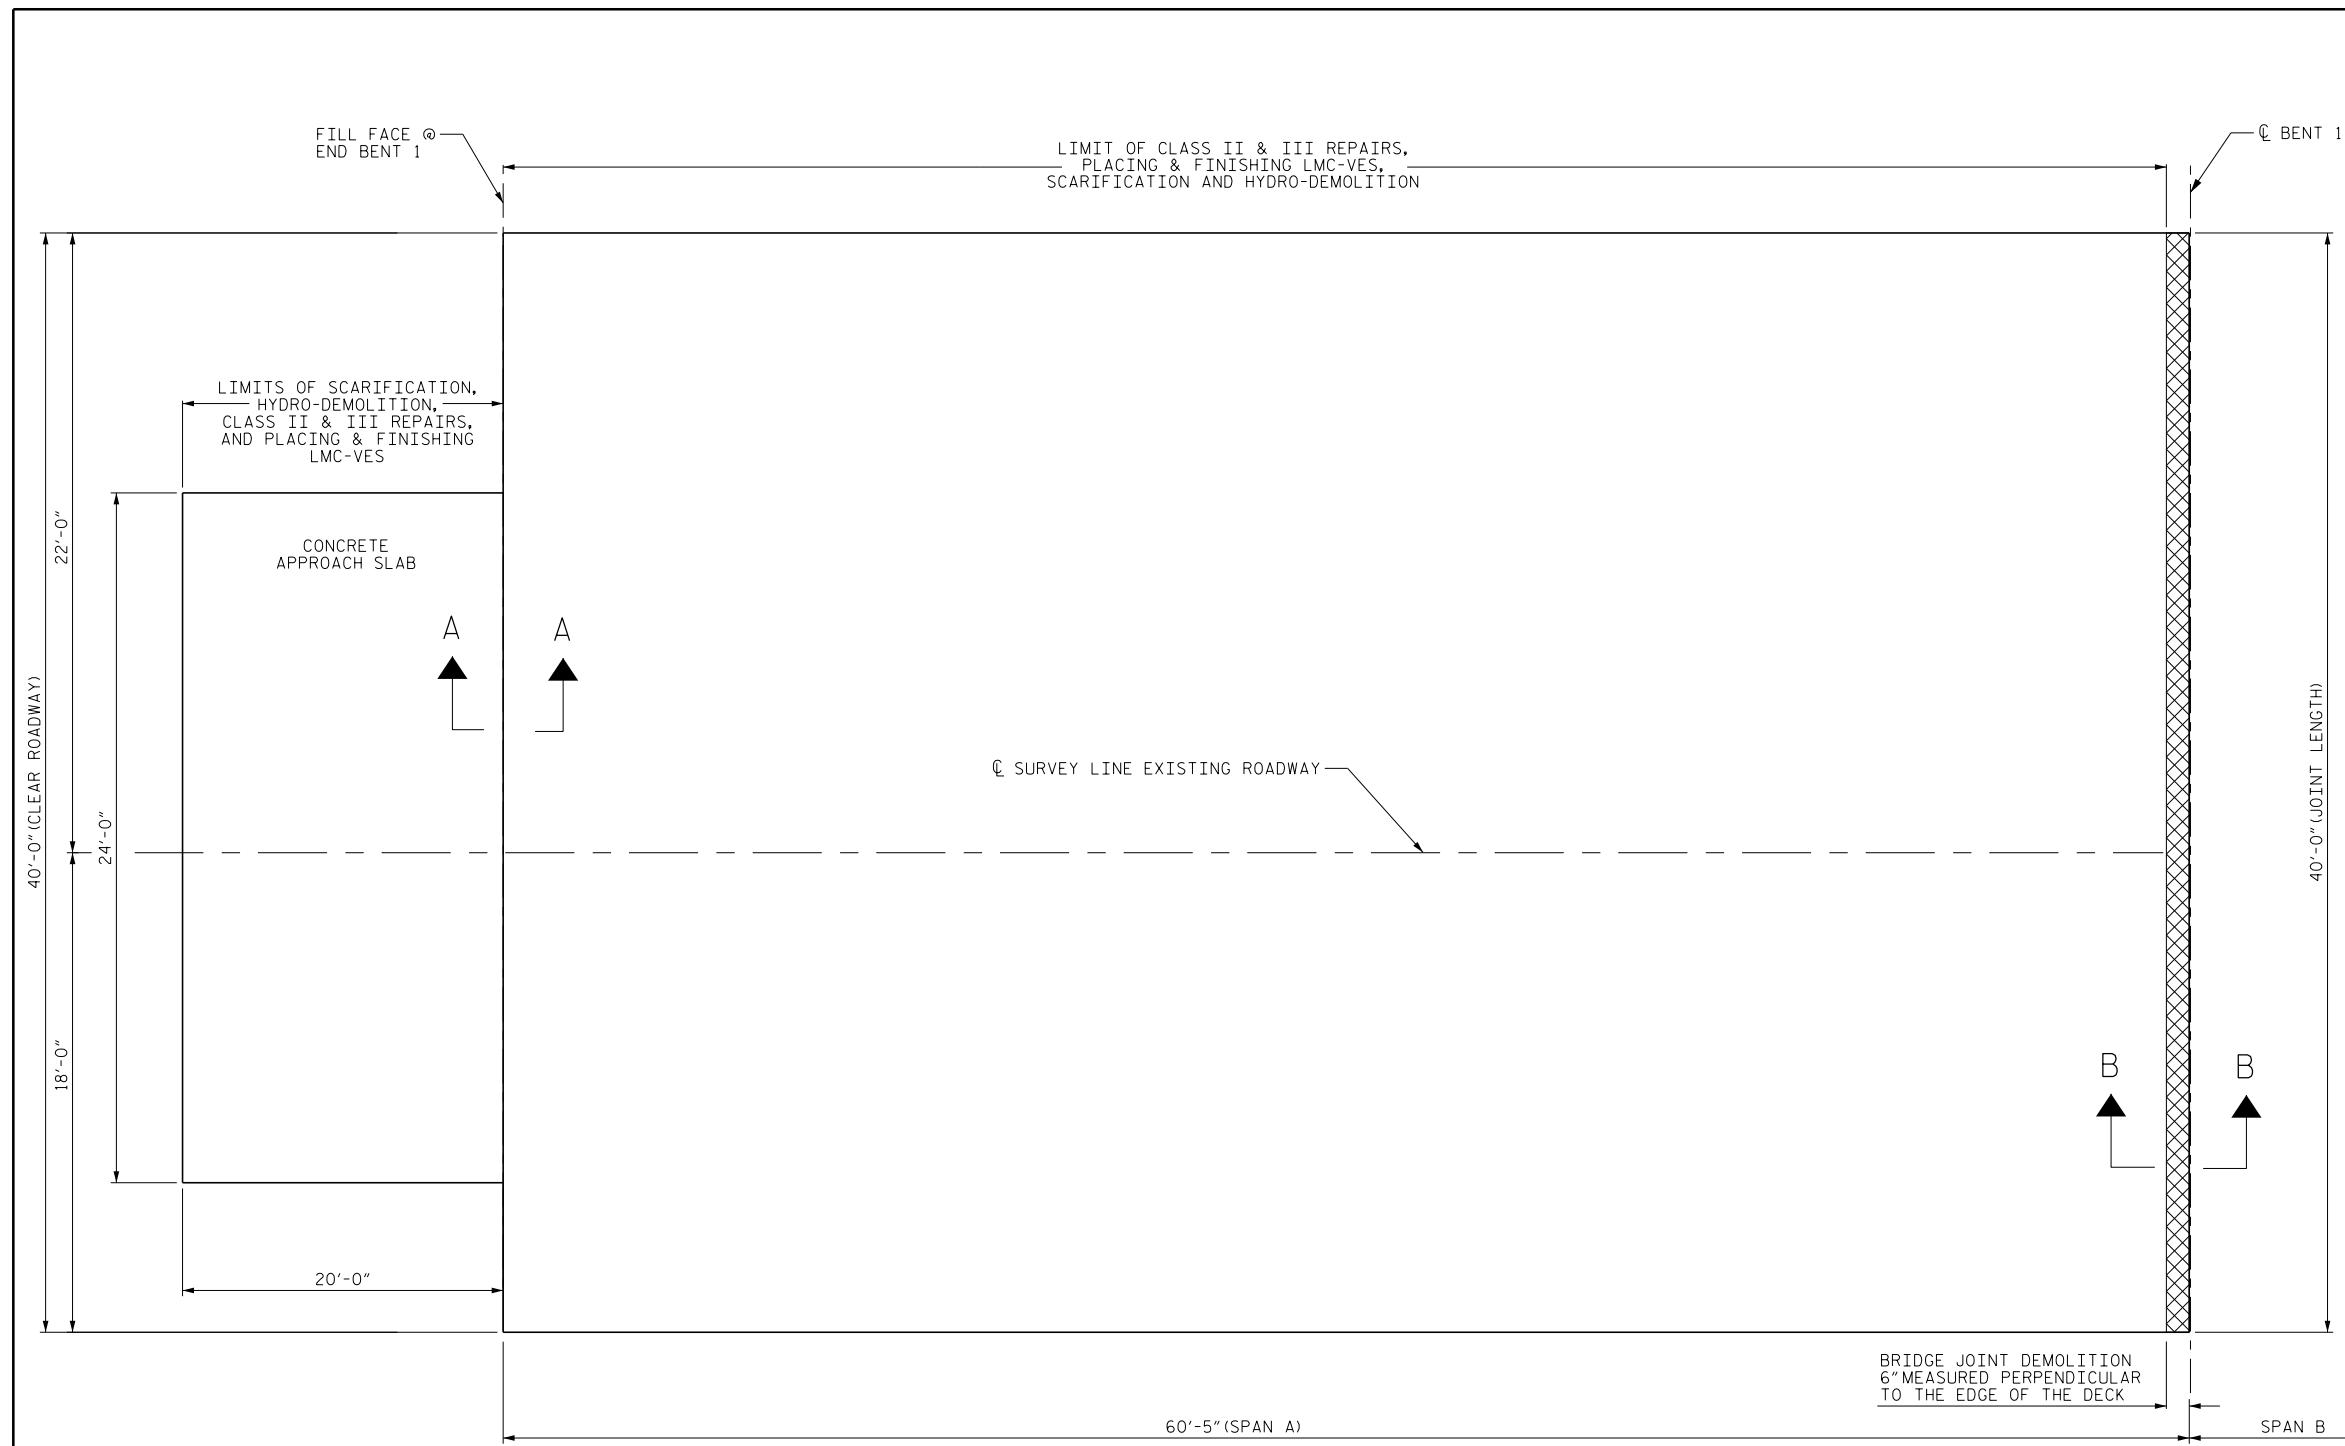 FILL FACE @
END BENT 1
LIMIT OF CLASS II & III REPAIRS,
PLACING & FINISHING LMC-VES,
SCARIFICATION AND HYDRO-DEMOLITION
℄ BENT 1
LIMITS OF SCARIFICATION,
HYDRO-DEMOLITION,
CLASS II & III REPAIRS,
AND PLACING & FINISHING
LMC-VES
CONCRETE
APPROACH SLAB
22'-0"
40'-0"(CLEAR ROADWAY)
24'-0"
18'-0"
A
A
℄ SURVEY LINE EXISTING ROADWAY
40'-0"(JOINT LENGTH)
B
B
20'-0"
BRIDGE JOINT DEMOLITION
6"MEASURED PERPENDICULAR
TO THE EDGE OF THE DECK
60'-5"(SPAN A)
SPAN B